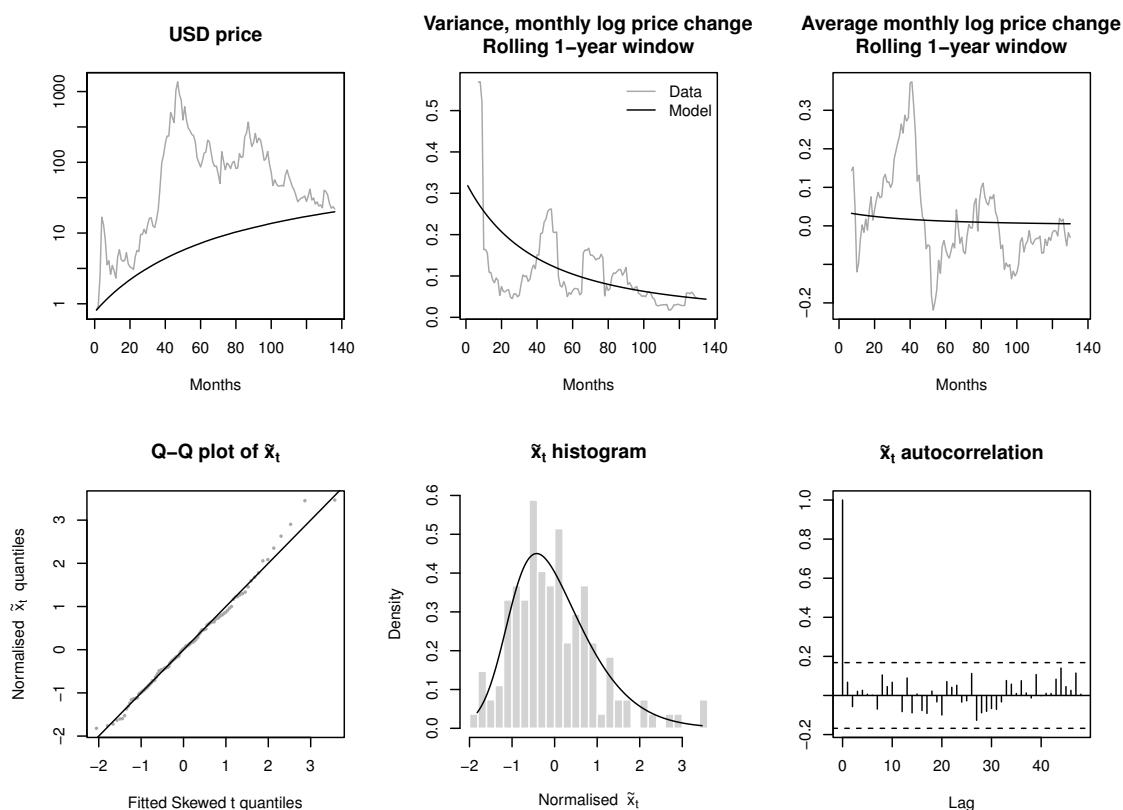 USD price
1000
100
10
1
0 20 40 60 80 100 140
Months
Variance, monthly log price change
Rolling 1−year window
Data
Model
0.5
0.4
0.3
0.2
0.1
0.0
0 20 40 60 80 100 140
Months
Average monthly log price change
Rolling 1−year window
0.3
0.2
0.1
0.0
−0.2
0 20 40 60 80 100 140
Months
Q−Q plot of x̃t
Normalised x̃t quantiles
3
2
1
0
−1
−2
−2 −1 0 1 2 3
Fitted Skewed t quantiles
x̃t histogram
Density
0.6
0.5
0.4
0.3
0.2
0.1
0.0
−2 −1 0 1 2 3
Normalised x̃t
x̃t autocorrelation
1.0
0.8
0.6
0.4
0.2
−0.2
0 10 20 30 40
Lag